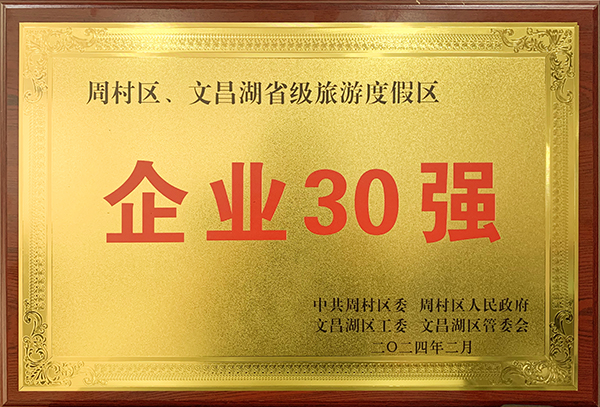 周村区、文昌湖省级旅游度假区
企业30强
中共周村区委 周村区人民政府
文昌湖区工委 文昌湖区管委会
二〇二四年二月